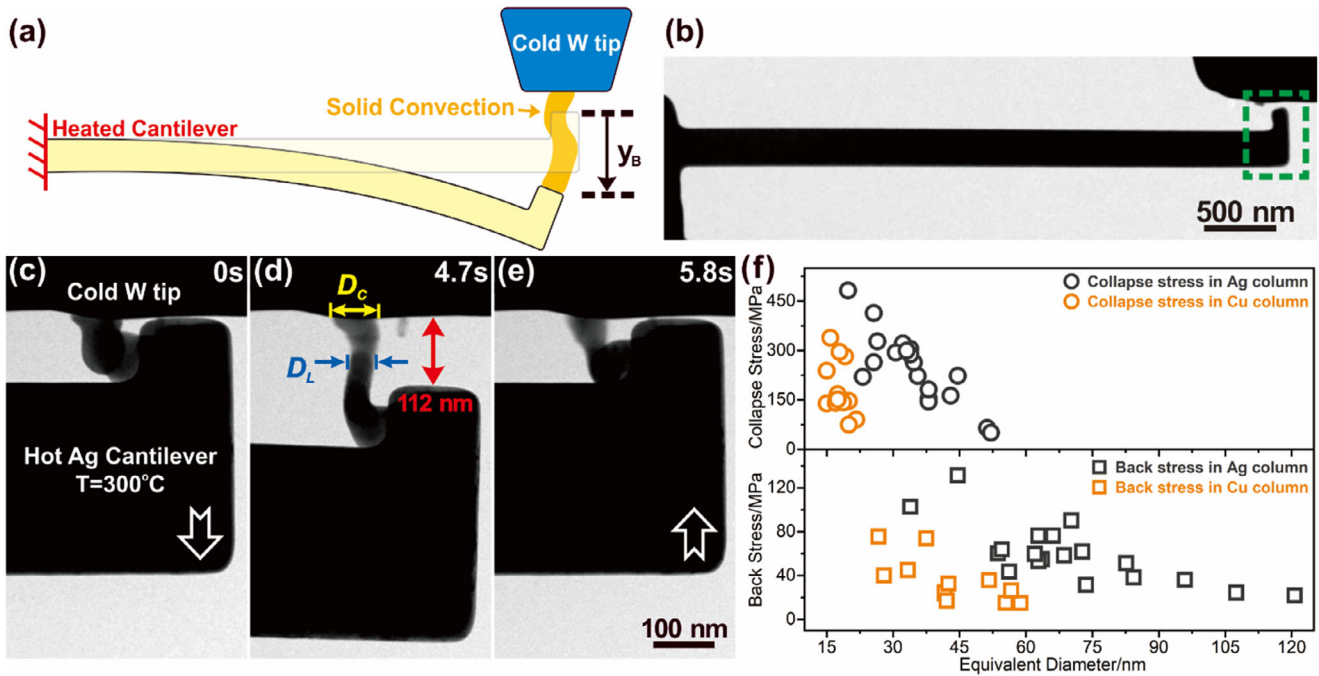 (a)
Cold W tip
Solid Convection
Heated Cantilever
yB
(b)
500 nm
(c)
0s
Cold W tip
Hot Ag Cantilever
T=300°C
(d)
4.7s
DC
DL
112 nm
(e)
5.8s
100 nm
(f)
Collapse Stress/MPa
450
300
150
0
Collapse stress in Ag column
Collapse stress in Cu column
Back Stress/MPa
120
80
40
0
Back stress in Ag column
Back stress in Cu column
15 30 45 60 75 90 105 120
Equivalent Diameter/nm